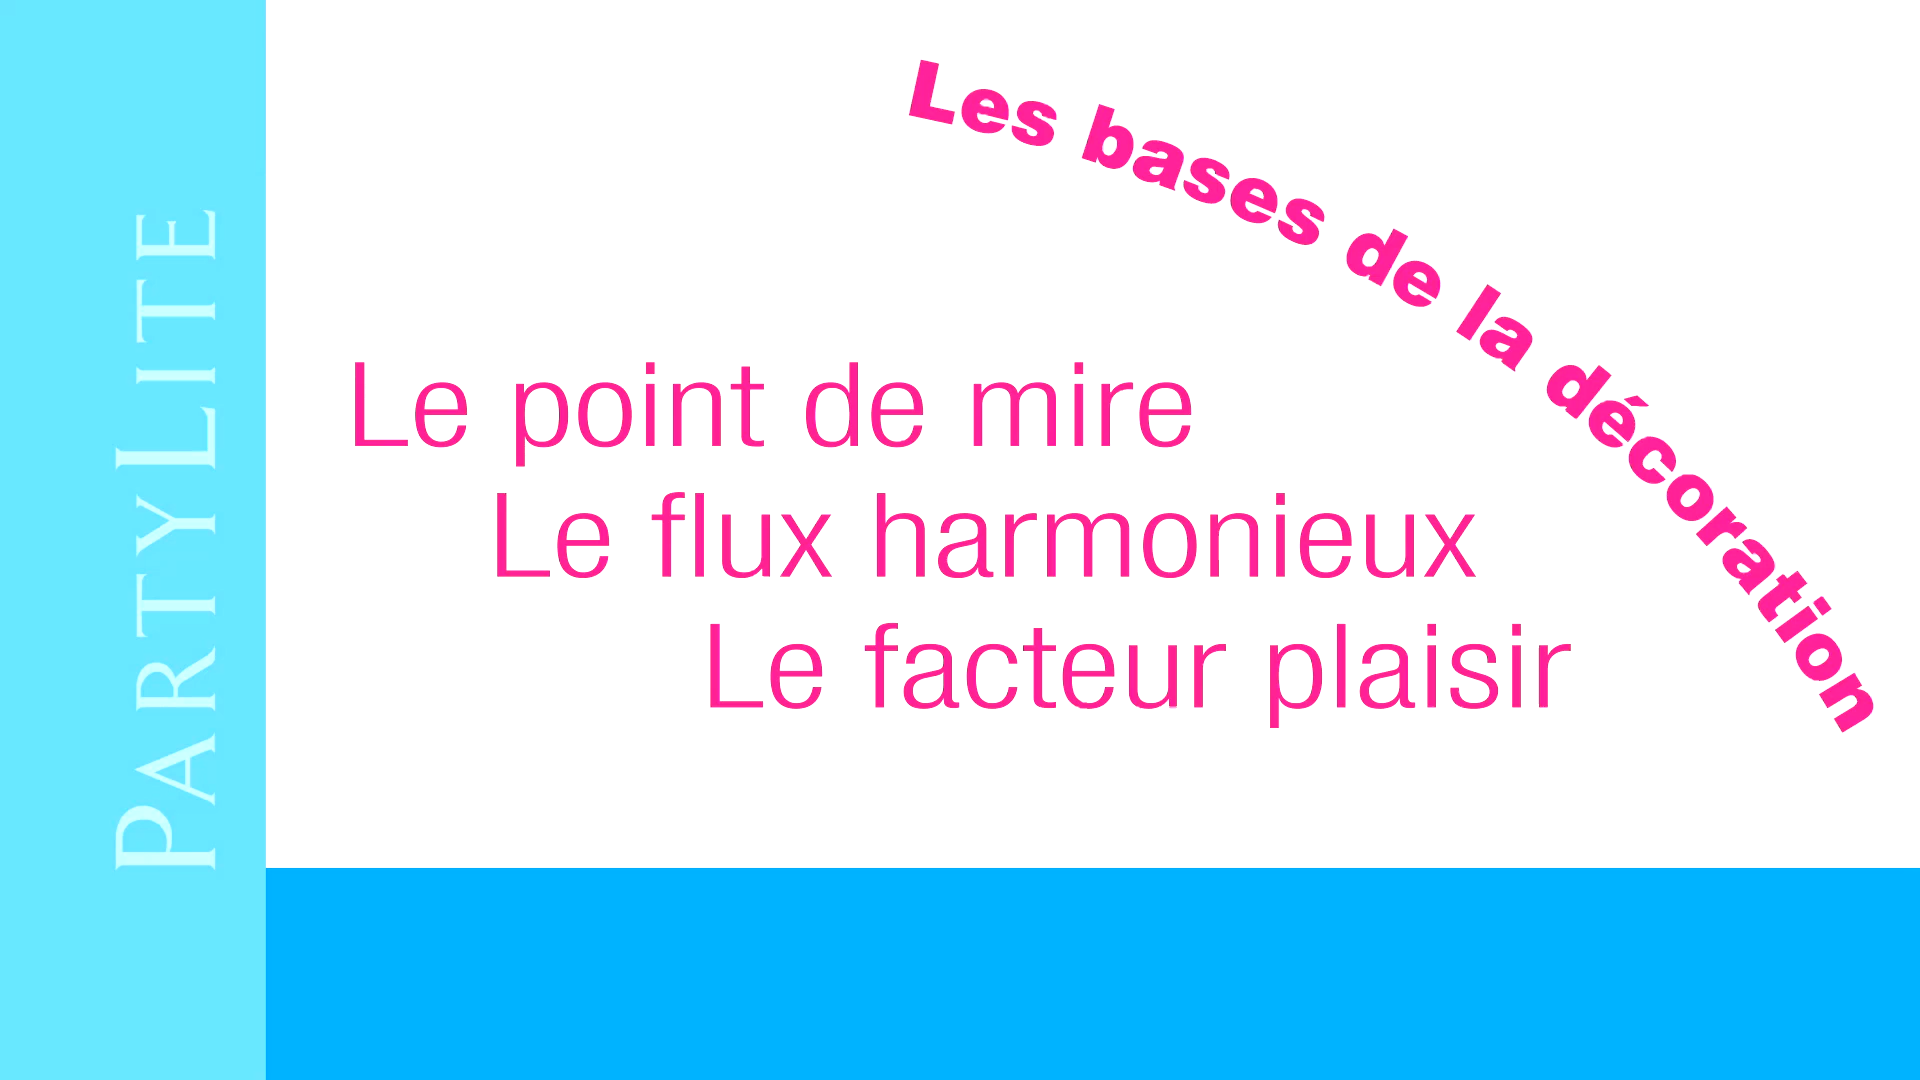 PARTYLITE
Les bases de la décoration
Le point de mire
Le flux harmonieux
Le facteur plaisir